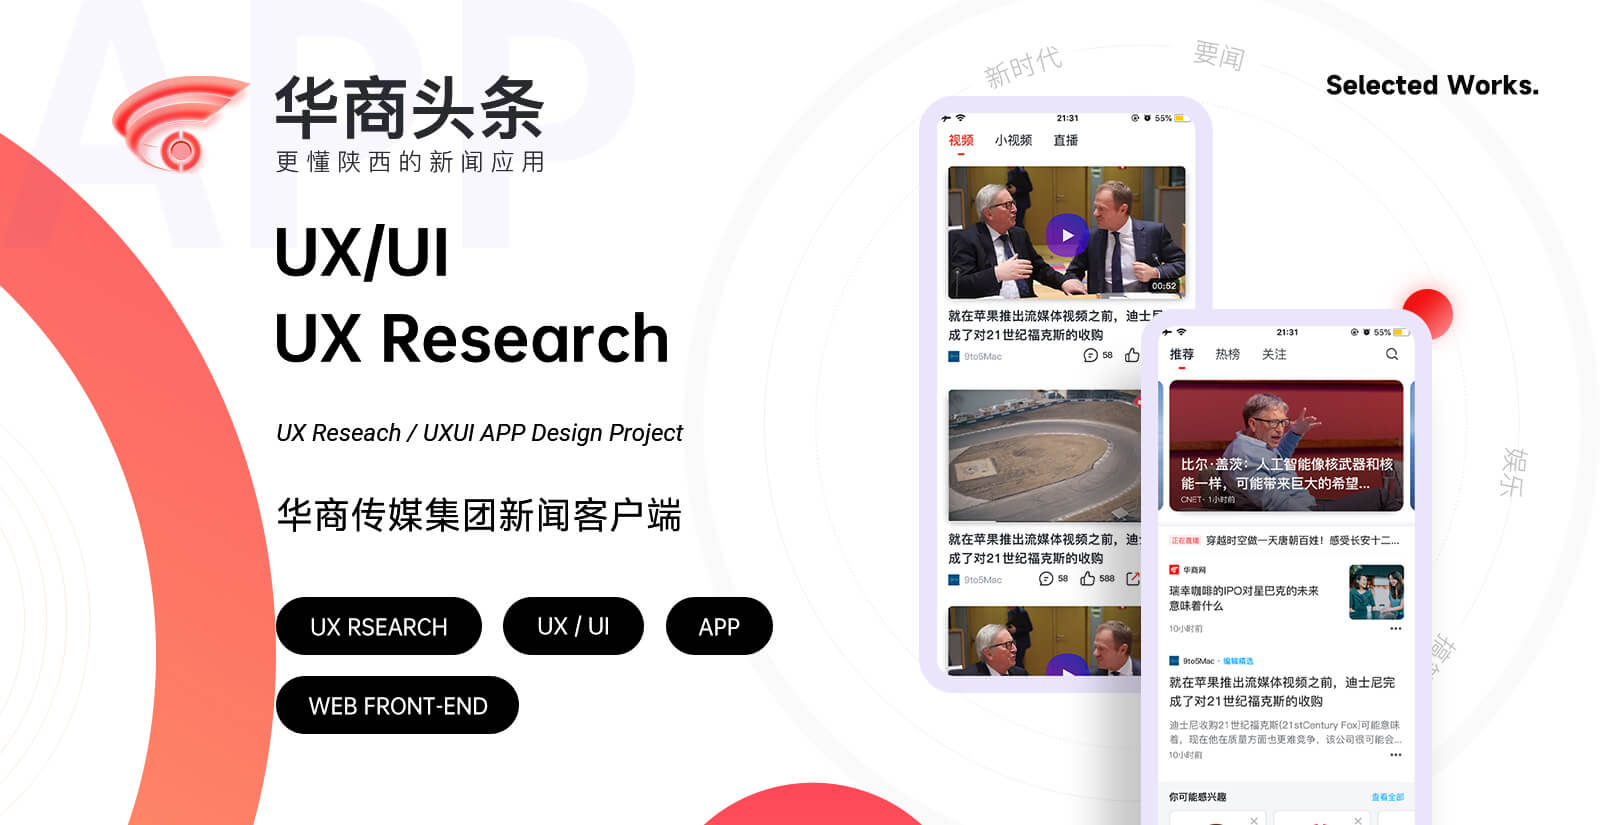 APP
华商头条
更懂陕西的新闻应用
UX/UI
UX Research
UX Reseach / UXUI APP Design Project
华商传媒集团新闻客户端
UX RSEARCH
UX / UI
APP
WEB FRONT-END
Selected Works.
新时代
要闻
娱乐
21:31
55%
视频
小视频
直播
00:52
就在苹果推出流媒体视频之前，迪士尼
成了对21世纪福克斯的收购
9to5Mac
58
就在苹果推出流媒体视频之前，迪士
成了对21世纪福克斯的收购
9to5Mac
58
588
21:31
55%
推荐
热榜
关注
比尔·盖茨：人工智能像核武器和核
能一样，可能带来巨大的希望...
CNET · 1小时前
正在直播
穿越时空做一天唐朝百姓！感受长安十二...
华商网
瑞幸咖啡的IPO对星巴克的未来
意味着什么
10小时前
9to5Mac · 编辑精选
就在苹果推出流媒体视频之前，迪士尼完
成了对21世纪福克斯的收购
迪士尼收购21世纪福克斯(21stCentury Fox)可能意味
着，现在他在质量方面也更难竞争，该公司很可能会...
10小时前
你可能感兴趣
查看全部